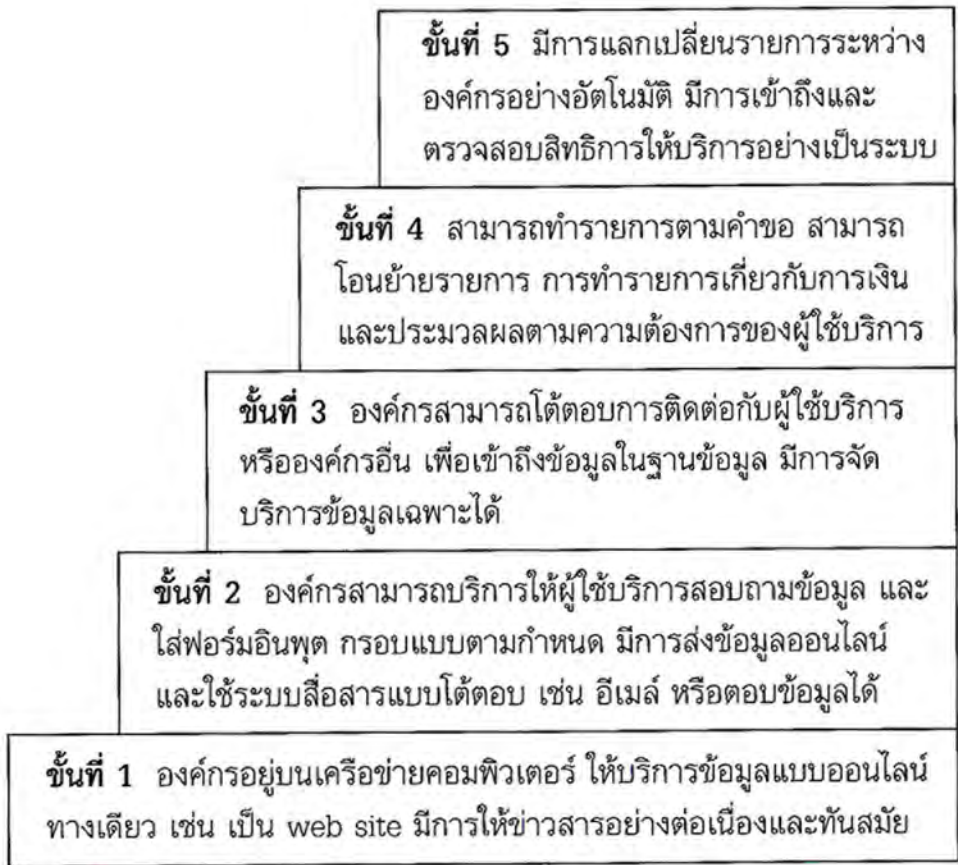 ขั้นที่ 5 มีการแลกเปลี่ยนรายการระหว่าง
องค์กรอย่างอัตโนมัติ มีการเข้าถึงและ
ตรวจสอบสิทธิการให้บริการอย่างเป็นระบบ
ขั้นที่ 4 สามารถทำรายการตามคำขอ สามารถ
โอนย้ายรายการ การทำรายการเกี่ยวกับการเงิน
และประมวลผลตามความต้องการของผู้ใช้บริการ
ขั้นที่ 3 องค์กรสามารถโต้ตอบการติดต่อกับผู้ใช้บริการ
หรือองค์กรอื่น เพื่อเข้าถึงข้อมูลในฐานข้อมูล มีการจัด
บริการข้อมูลเฉพาะได้
ขั้นที่ 2 องค์กรสามารถบริการให้ผู้ใช้บริการสอบถามข้อมูล และ
ใส่ฟอร์มอินพุต กรอบแบบตามกำหนด มีการส่งข้อมูลออนไลน์
และใช้ระบบสื่อสารแบบโต้ตอบ เช่น อีเมล์ หรือตอบข้อมูลได้
ขั้นที่ 1 องค์กรอยู่บนเครือข่ายคอมพิวเตอร์ ให้บริการข้อมูลแบบออนไลน์
ทางเดียว เช่น เป็น web site มีการให้ข่าวสารอย่างต่อเนื่องและทันสมัย